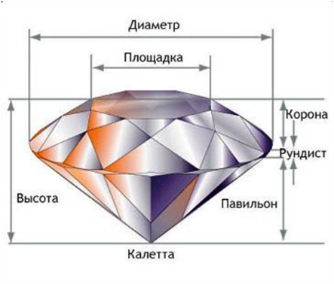 Диаметр
Площадка
Корона
Рундист
Высота
Павильон
Калетта